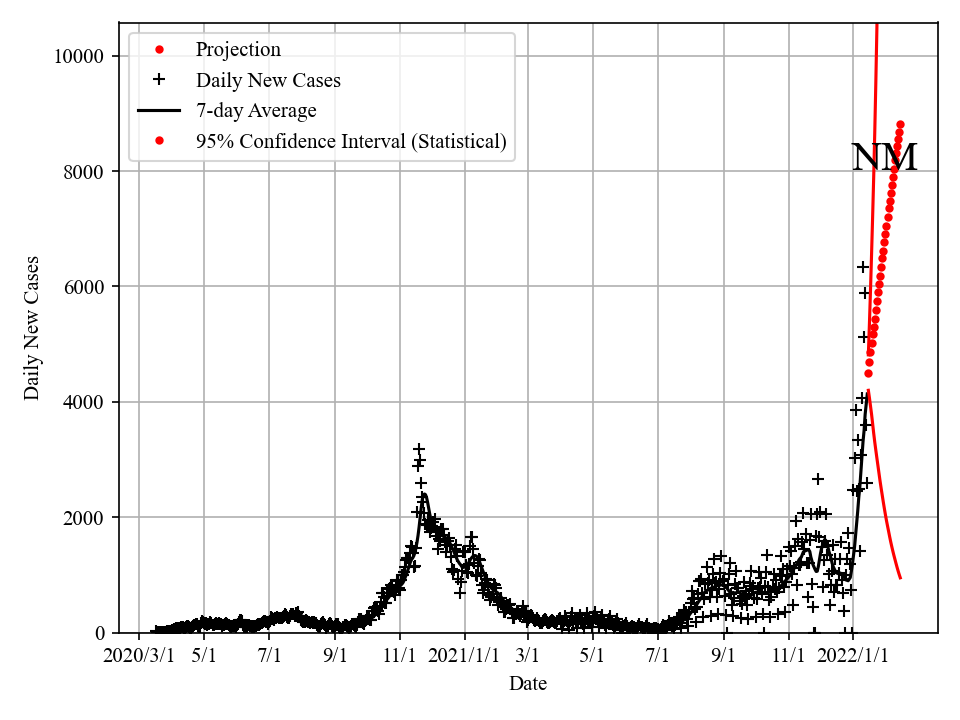 Projection
Daily New Cases
7-day Average
95% Confidence Interval (Statistical)
NM
10000
8000
6000
4000
2000
0
Daily New Cases
2020/3/1 5/1 7/1 9/1 11/1 2021/1/1 3/1 5/1 7/1 9/1 11/1 2022/1/1
Date